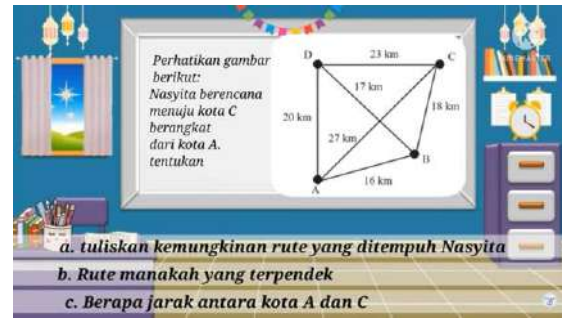 Perhatikan gambar
berikut:
Nasyita berencana
menuju kota C
berangkat
dari kota A.
tentukan
D
23 km
C
17 km
20 km
18 km
27 km
B
16 km
A
a. tuliskan kemungkinan rute yang ditempuh Nasyita
b. Rute manakah yang terpendek
c. Berapa jarak antara kota A dan C